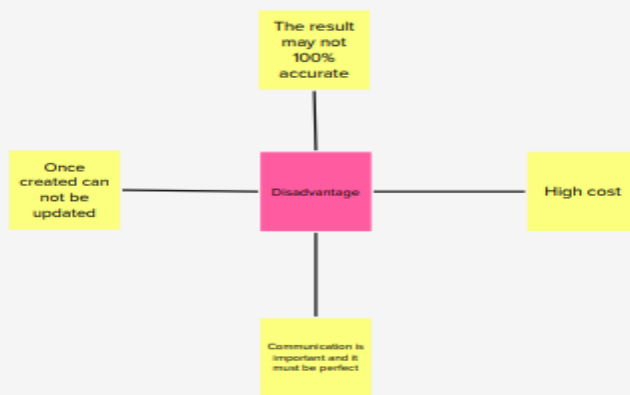 The result
may not
100%
accurate
Once
created can
not be
updated
Disadvantage
High cost
Communication is
important and it
must be perfect